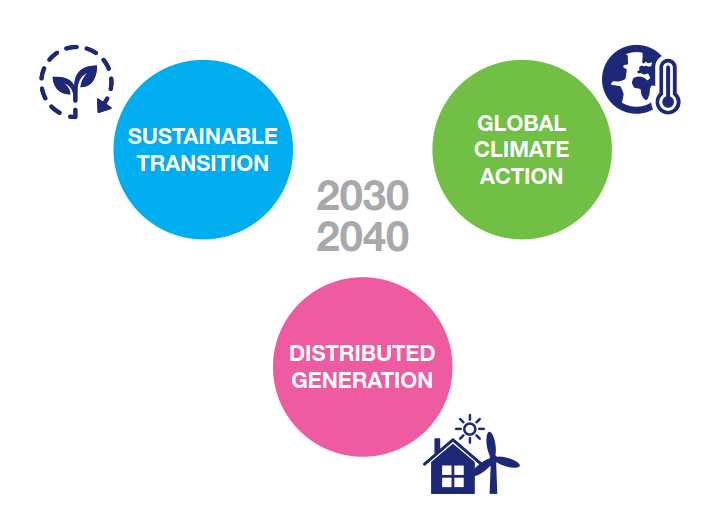 SUSTAINABLE
TRANSITION
GLOBAL
CLIMATE
ACTION
2030
2040
DISTRIBUTED
GENERATION